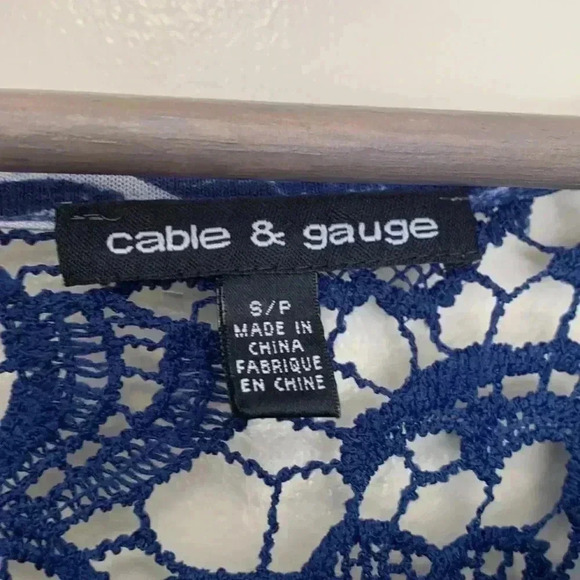 cable & gauge
S/P
MADE IN
CHINA
FABRIQUE
EN CHINE